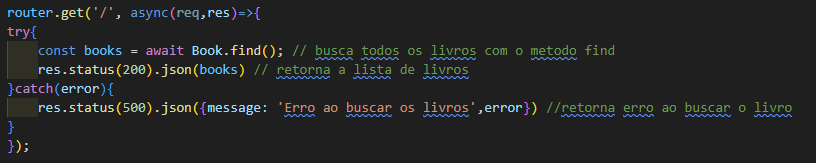 router.get('/', async(req,res)=>{
try{
    const books = await Book.find(); // busca todos os livros com o metodo find
    res.status(200).json(books) // retorna a lista de livros
}catch(error){
    res.status(500).json({message: 'Erro ao buscar os livros',error}) //retorna erro ao buscar o livro
}
});